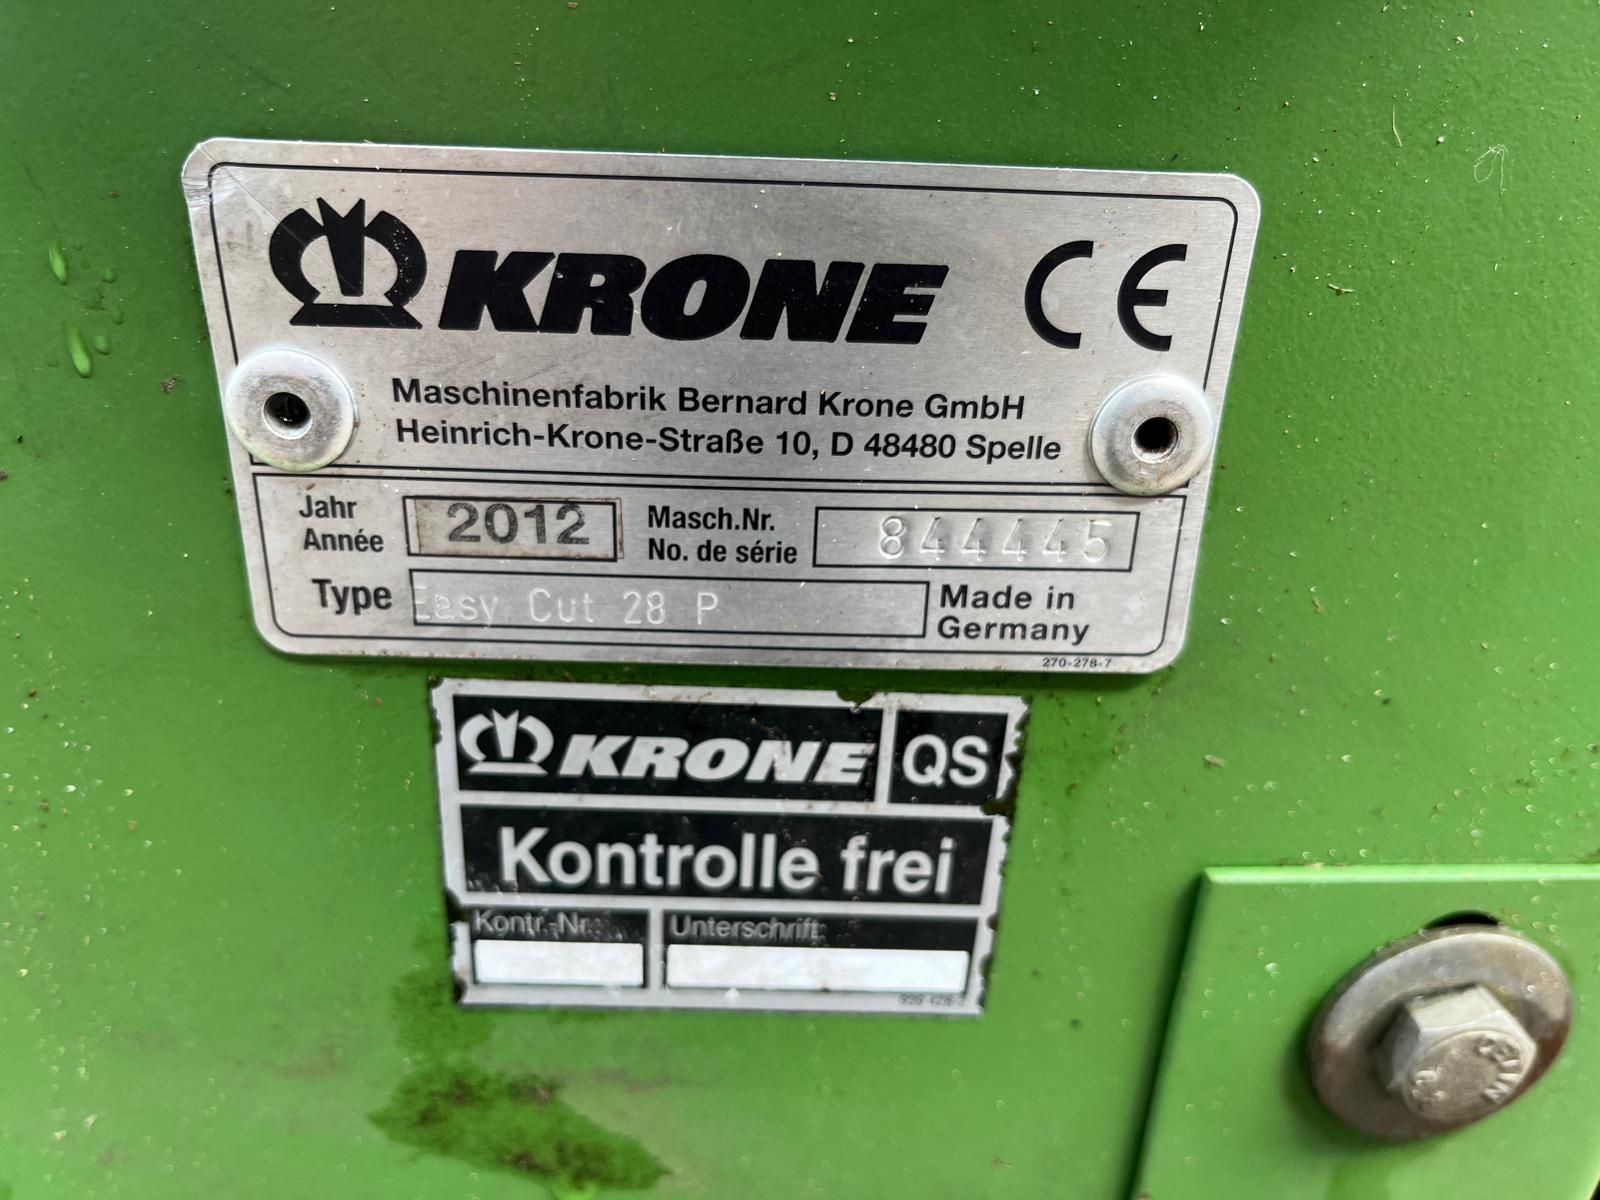 KRONE CE
Maschinenfabrik Bernard Krone GmbH
Heinrich-Krone-Straße 10, D 48480 Spelle
Jahr
Année
2012
Masch.Nr.
No. de série
844445
Type
Easy Cut 28 P
Made in
Germany
270-278-7
KRONE QS
Kontrolle frei
Kontr.-Nr.:
Unterschrift: